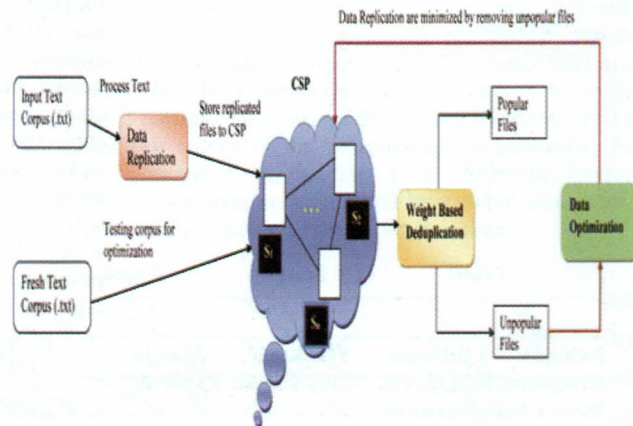 Data Replication are minimized by removing unpopular files
CSP
Process Text
Input Text
Corpus (.txt)
Store replicated
files to CSP
Data
Replication
Popular
Files
...
S₁
S₂
Sₙ
Weight Based
Deduplication
Data
Optimization
Testing corpus for
optimization
Fresh Text
Corpus (.txt)
Unpopular
Files